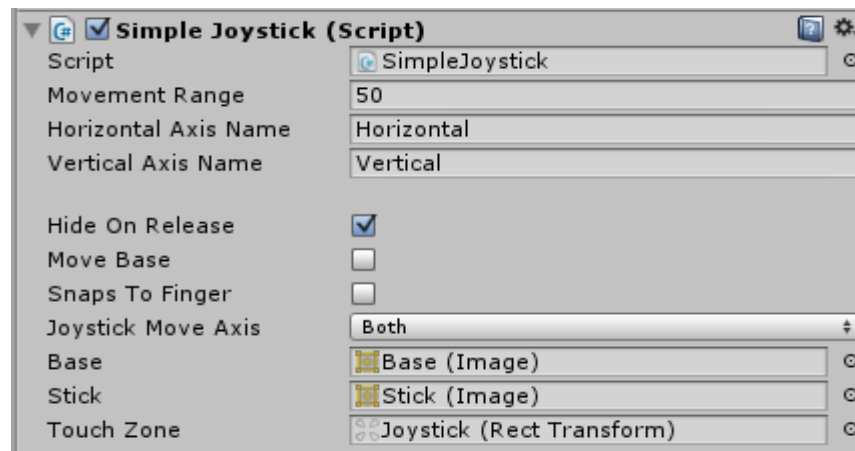 Simple Joystick (Script)
Script SimpleJoystick
Movement Range 50
Horizontal Axis Name Horizontal
Vertical Axis Name Vertical
Hide On Release
Move Base
Snaps To Finger
Joystick Move Axis Both
Base Base (Image)
Stick Stick (Image)
Touch Zone Joystick (Rect Transform)